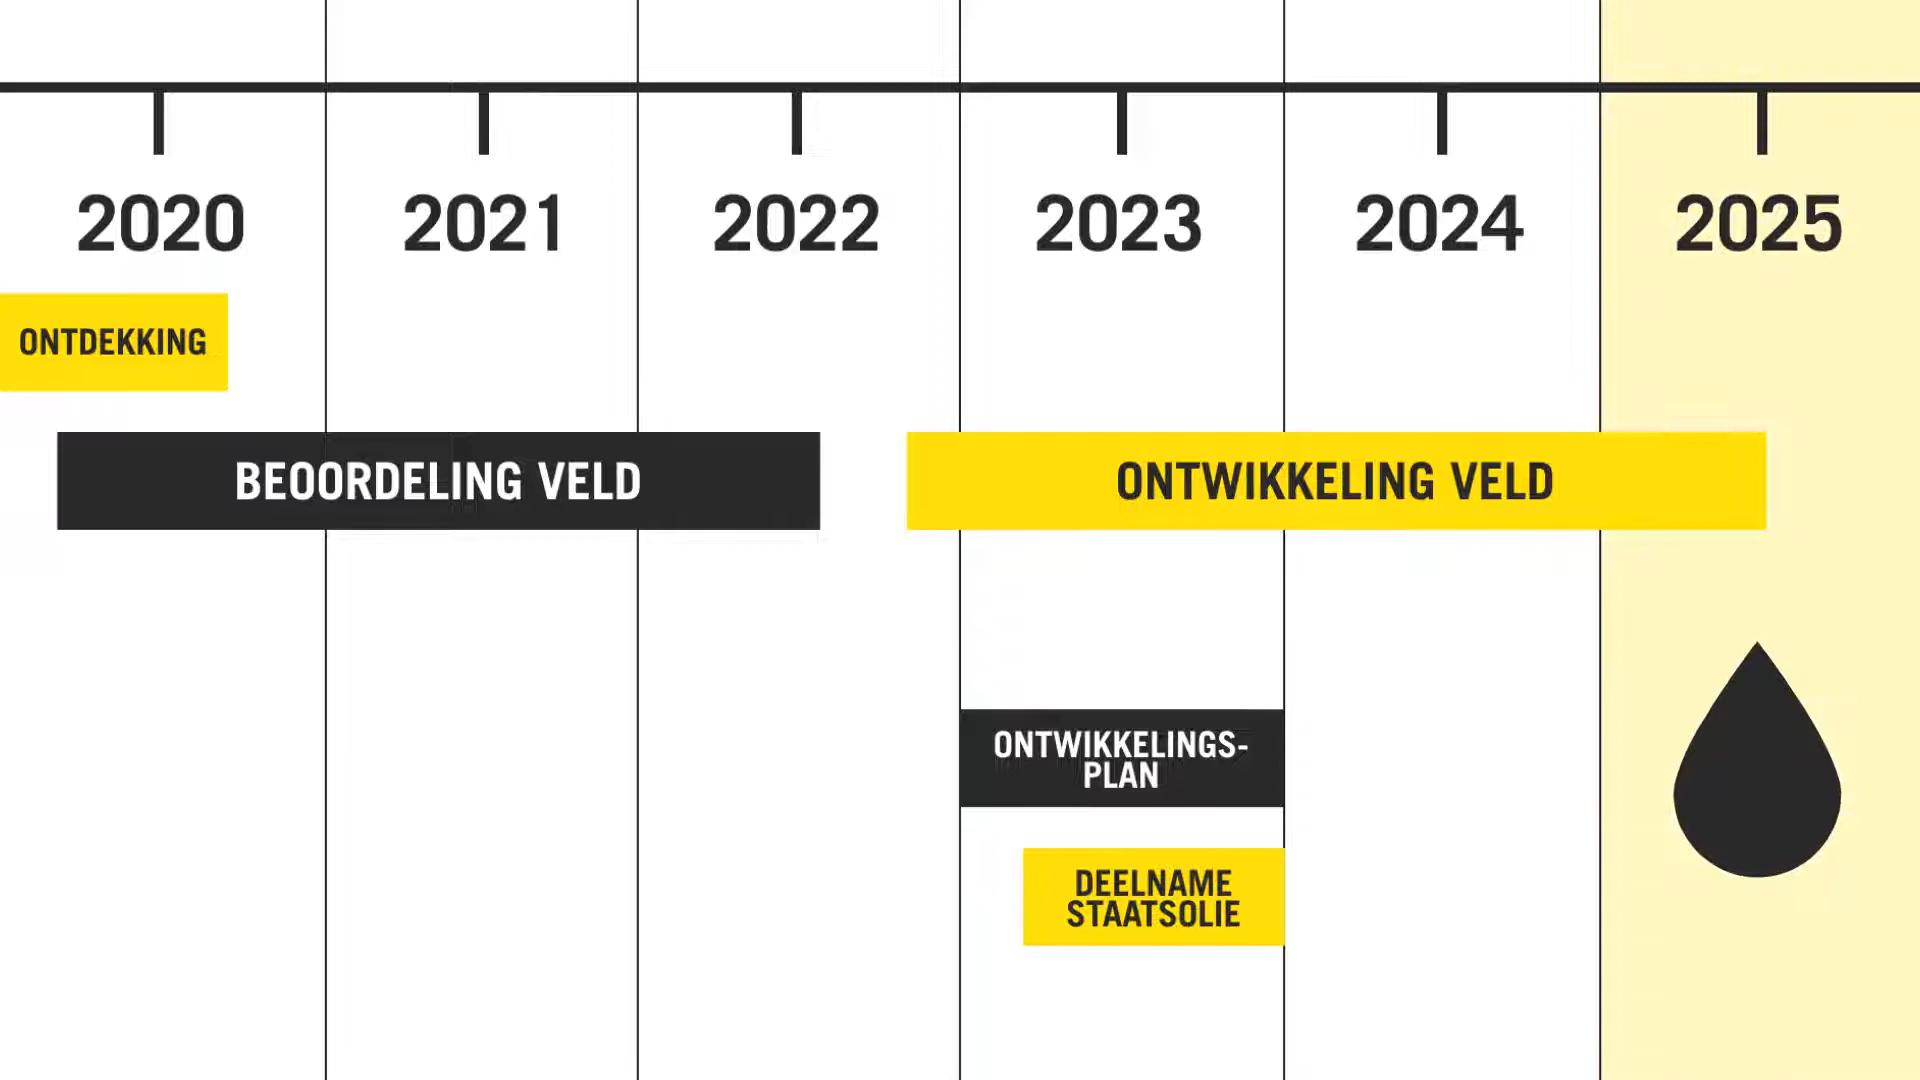 2020
2021
2022
2023
2024
2025
ONTDEKKING
BEOORDELING VELD
ONTWIKKELING VELD
ONTWIKKELINGS-
PLAN
DEELNAME
STAATSOLIE